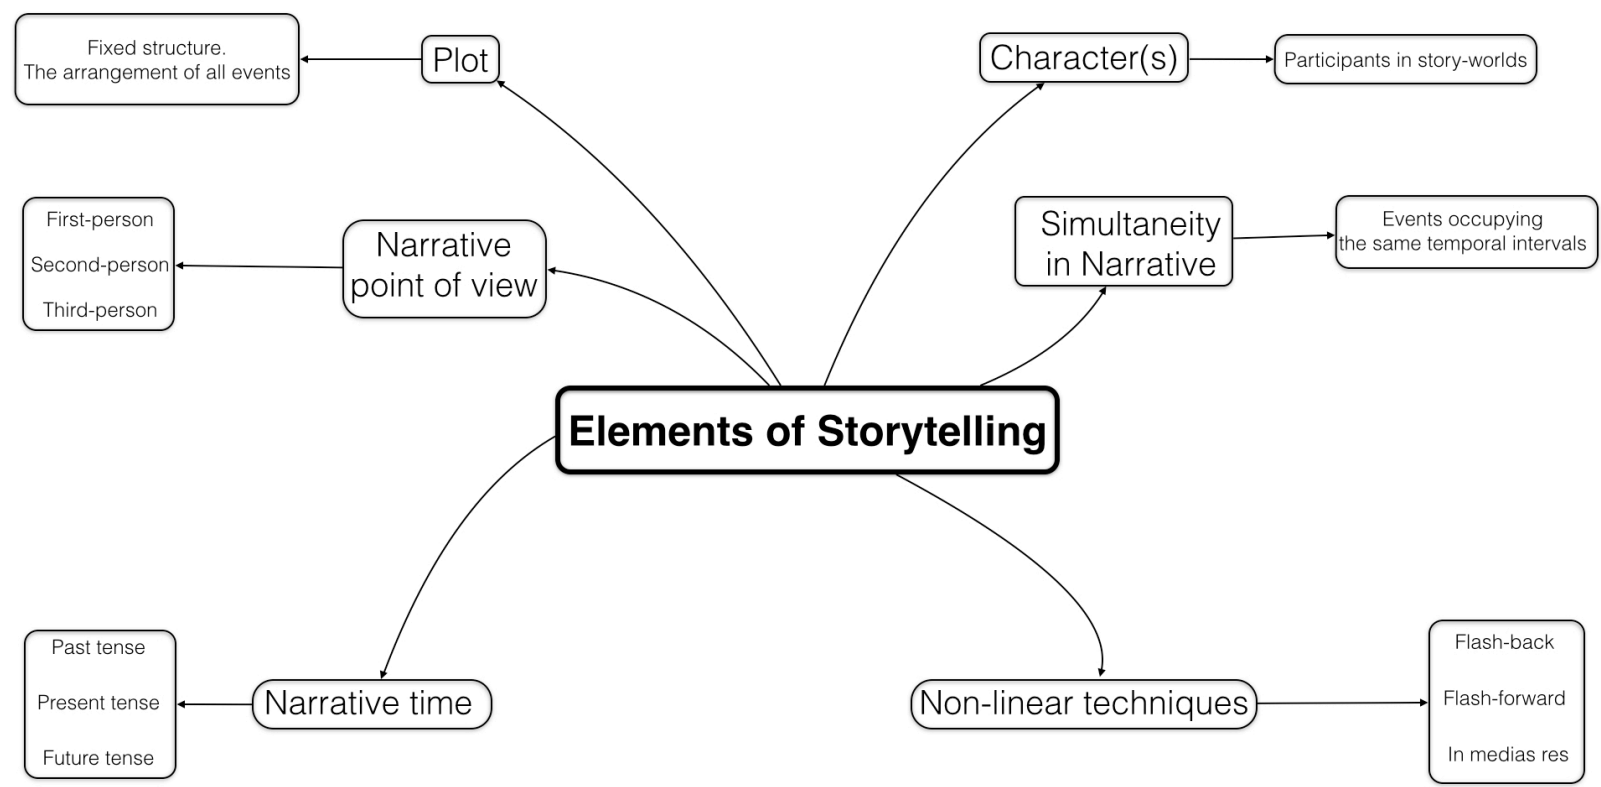 Fixed structure.
The arrangement of all events
Plot
Character(s)
Participants in story-worlds
First-person
Second-person
Third-person
Narrative
point of view
Simultaneity
in Narrative
Events occupying
the same temporal intervals
Elements of Storytelling
Past tense
Present tense
Future tense
Narrative time
Non-linear techniques
Flash-back
Flash-forward
In medias res